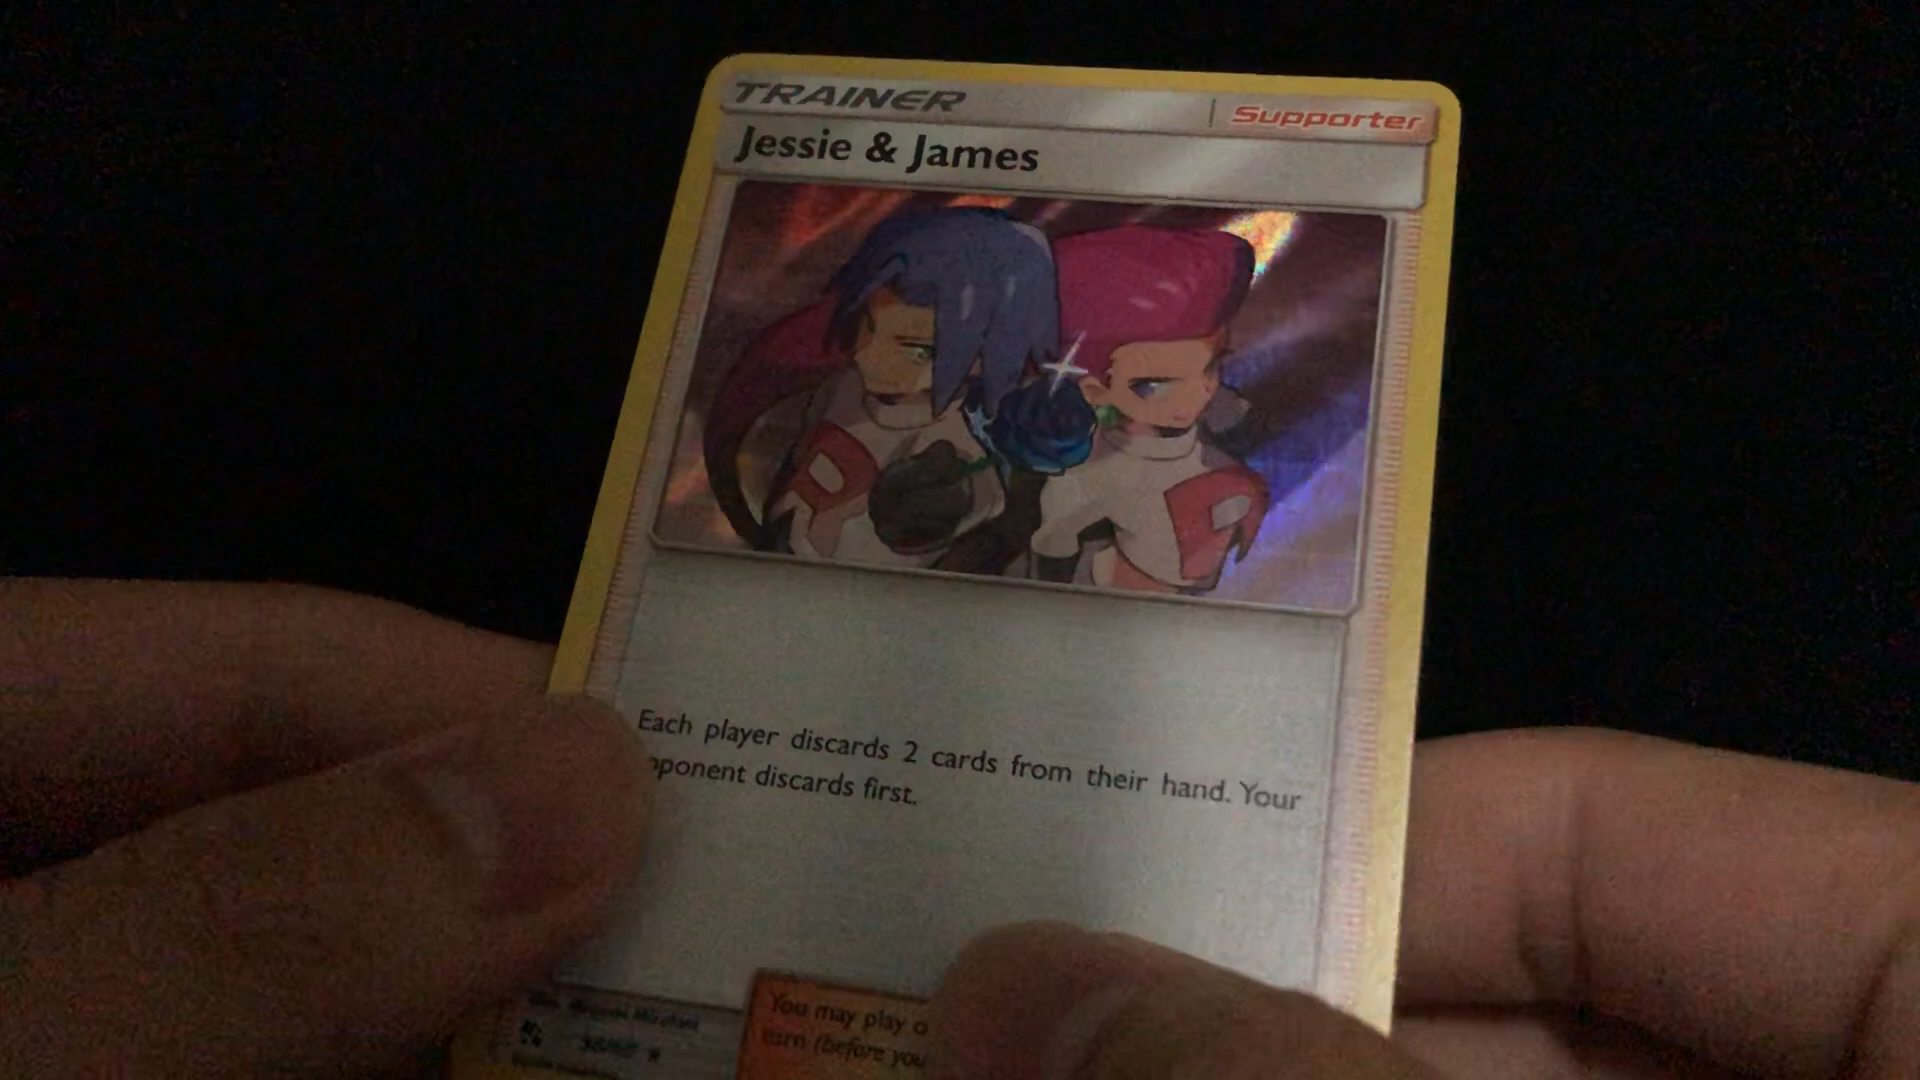 TRAINER
Supporter
Jessie & James
Each player discards 2 cards from their hand. Your
pponent discards first.
You may play o
turn (before you